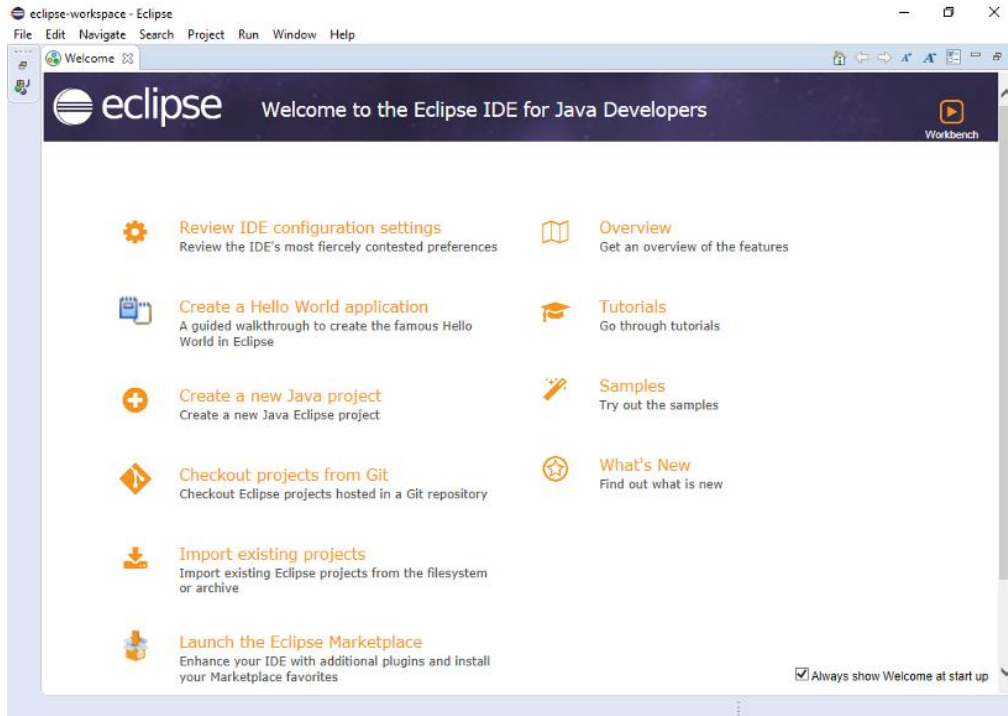 eclipse-workspace - Eclipse
File Edit Navigate Search Project Run Window Help
Welcome
eclipse Welcome to the Eclipse IDE for Java Developers
Workbench
Review IDE configuration settings
Review the IDE's most fiercely contested preferences
Create a Hello World application
A guided walkthrough to create the famous Hello
World in Eclipse
Create a new Java project
Create a new Java Eclipse project
Checkout projects from Git
Checkout Eclipse projects hosted in a Git repository
Import existing projects
Import existing Eclipse projects from the filesystem
or archive
Launch the Eclipse Marketplace
Enhance your IDE with additional plugins and install
your Marketplace favorites
Overview
Get an overview of the features
Tutorials
Go through tutorials
Samples
Try out the samples
What's New
Find out what is new
Always show Welcome at start up